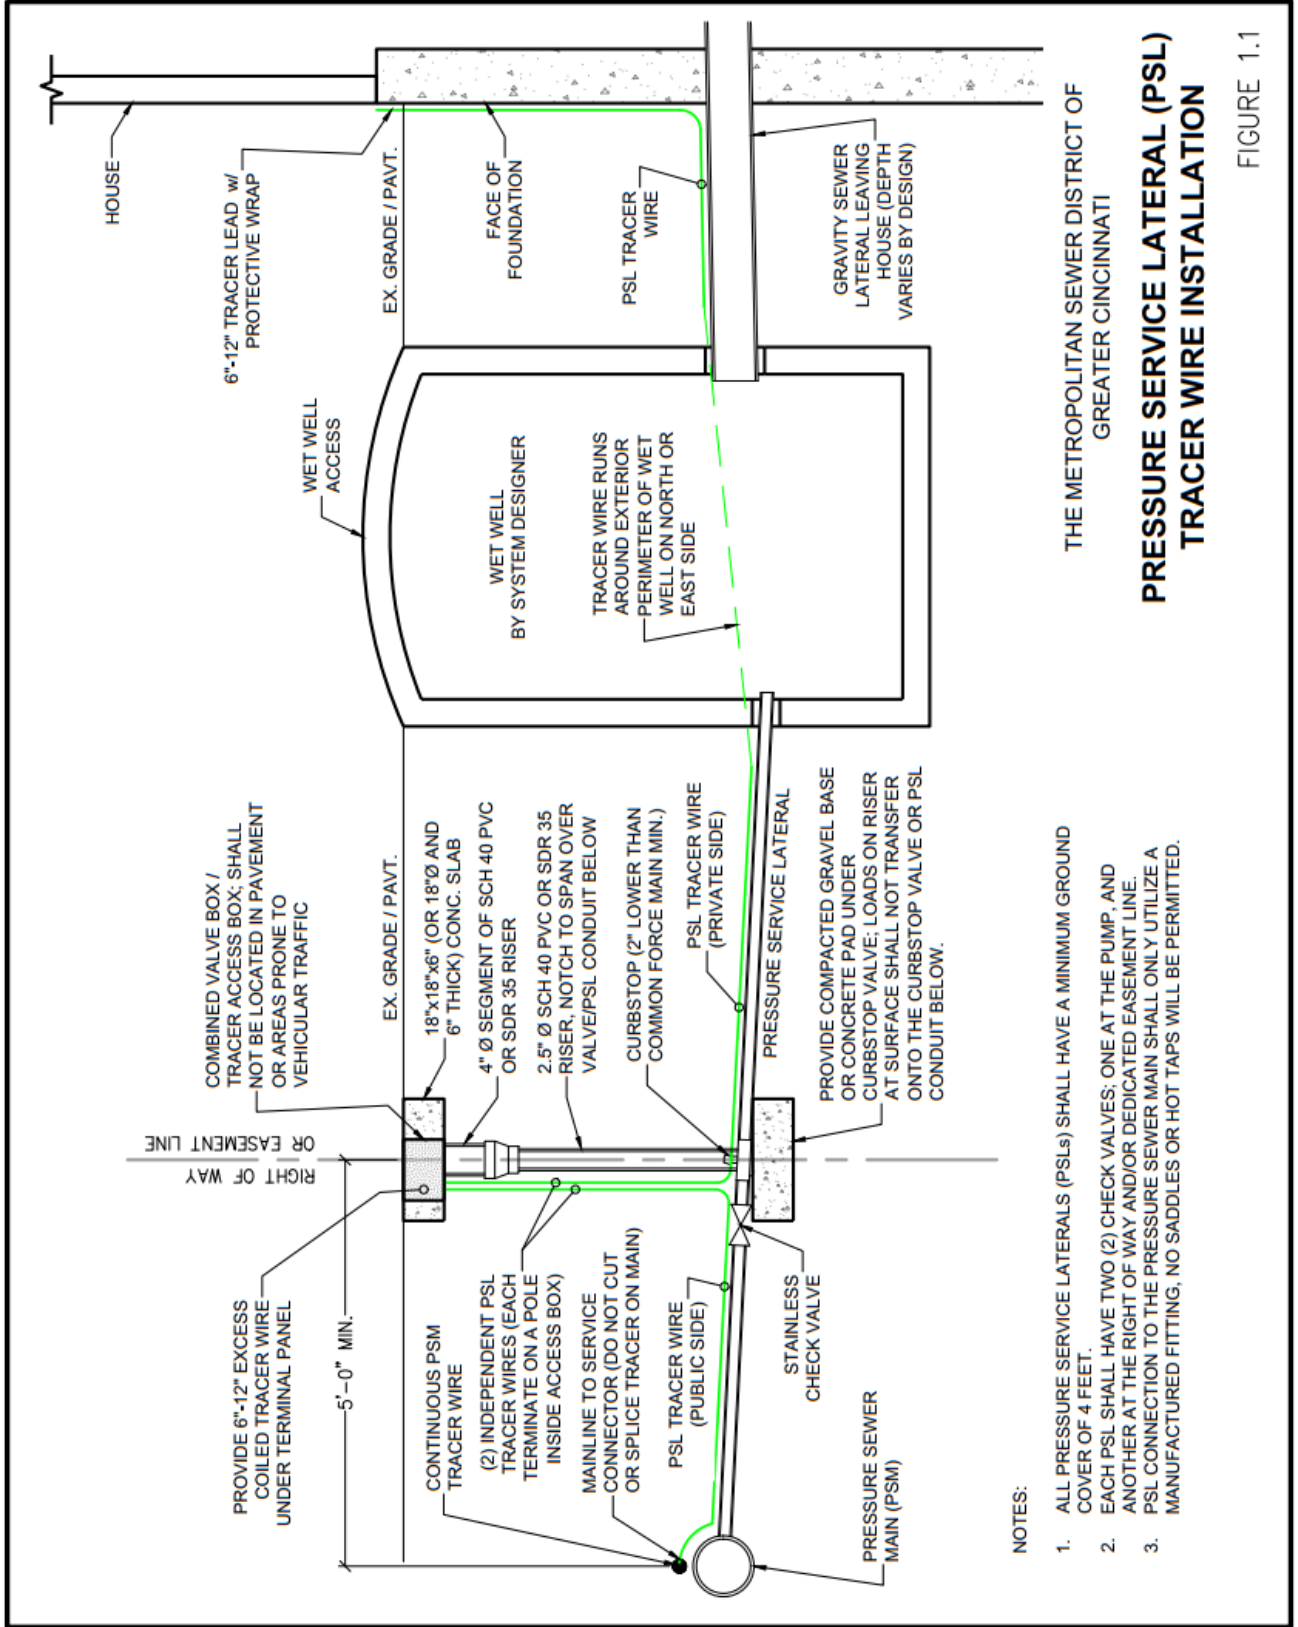 HOUSE
6"-12" TRACER LEAD w/
PROTECTIVE WRAP
EX. GRADE / PAVT.
FACE OF
FOUNDATION
PSL TRACER
WIRE
GRAVITY SEWER
LATERAL LEAVING
HOUSE (DEPTH
VARIES BY DESIGN)
WET WELL
ACCESS
WET WELL
BY SYSTEM DESIGNER
TRACER WIRE RUNS
AROUND EXTERIOR
PERIMETER OF WET
WELL ON NORTH OR
EAST SIDE
COMBINED VALVE BOX /
TRACER ACCESS BOX; SHALL
NOT BE LOCATED IN PAVEMENT
OR AREAS PRONE TO
VEHICULAR TRAFFIC
EX. GRADE / PAVT.
18"x18"x6" (OR 18"Ø AND
6" THICK) CONC. SLAB
4" Ø SEGMENT OF SCH 40 PVC
OR SDR 35 RISER
2.5" Ø SCH 40 PVC OR SDR 35
RISER, NOTCH TO SPAN OVER
VALVE/PSL CONDUIT BELOW
CURBSTOP (2" LOWER THAN
COMMON FORCE MAIN MIN.)
PSL TRACER WIRE
(PRIVATE SIDE)
PRESSURE SERVICE LATERAL
PROVIDE COMPACTED GRAVEL BASE
OR CONCRETE PAD UNDER
CURBSTOP VALVE; LOADS ON RISER
AT SURFACE SHALL NOT TRANSFER
ONTO THE CURBSTOP VALVE OR PSL
CONDUIT BELOW.
RIGHT OF WAY
OR EASEMENT LINE
PROVIDE 6"-12" EXCESS
COILED TRACER WIRE
UNDER TERMINAL PANEL
5'-0" MIN.
CONTINUOUS PSM
TRACER WIRE
(2) INDEPENDENT PSL
TRACER WIRES (EACH
TERMINATE ON A POLE
INSIDE ACCESS BOX)
MAINLINE TO SERVICE
CONNECTOR (DO NOT CUT
OR SPLICE TRACER ON MAIN)
PSL TRACER WIRE
(PUBLIC SIDE)
STAINLESS
CHECK VALVE
PRESSURE SEWER
MAIN (PSM)
NOTES:
1. ALL PRESSURE SERVICE LATERALS (PSLs) SHALL HAVE A MINIMUM GROUND
COVER OF 4 FEET.
2. EACH PSL SHALL HAVE TWO (2) CHECK VALVES; ONE AT THE PUMP, AND
ANOTHER AT THE RIGHT OF WAY AND/OR DEDICATED EASEMENT LINE.
3. PSL CONNECTION TO THE PRESSURE SEWER MAIN SHALL ONLY UTILIZE A
MANUFACTURED FITTING, NO SADDLES OR HOT TAPS WILL BE PERMITTED.
THE METROPOLITAN SEWER DISTRICT OF
GREATER CINCINNATI
PRESSURE SERVICE LATERAL (PSL)
TRACER WIRE INSTALLATION
FIGURE 1.1